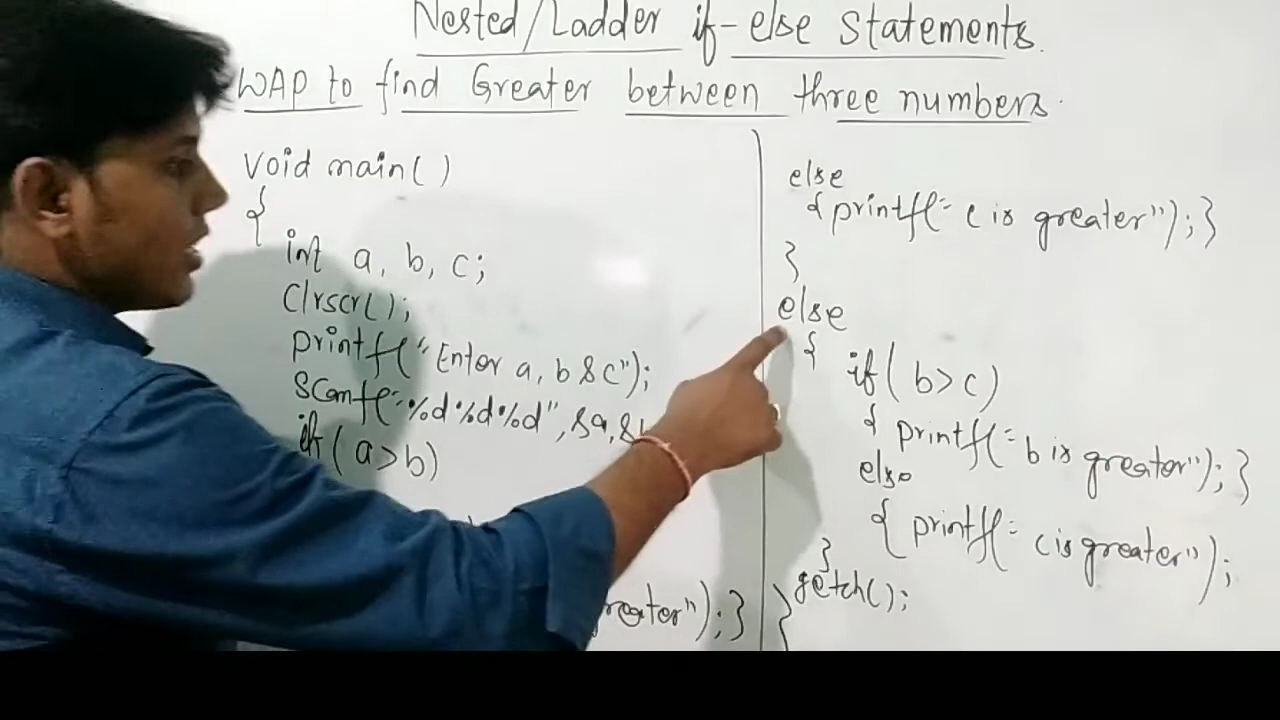 Nested/Ladder if-else Statements.
WAP to find Greater between three numbers.
void main()
{
int a, b, c;
Clrscr();
printf("Enter a, b & c");
Scanf("%d%d%d", &a, &
if(a>b)
reater"); }
else
{ printf("c is greater"); }
}
else
{ if(b>c)
{ printf("b is greater"); }
else
{ printf("c is greater");
}
getch();
}